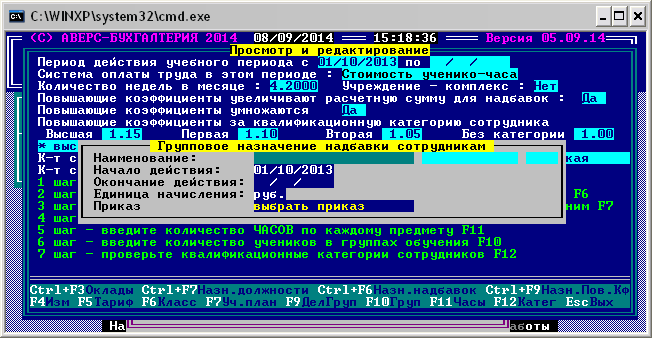 C:\WINXP\system32\cmd.exe
(C) АВЕРС-БУХГАЛТЕРИЯ 2014 08/09/2014 15:18:36 Версия 05.09.14
Просмотр и редактирование
Период действия учебного периода с 01/10/2013 по / /
Система оплаты труда в этом периоде : Стоимость ученико-часа
Количество недель в месяце : 4.2000 Учреждение - комплекс : Нет
Повышающие коэффициенты увеличивают расчетную сумму для надбавок : Да
Повышающие коэффициенты умножаются Да
Повышающие коэффициенты за квалификационную категорию сотрудника
Высшая 1.15 Первая 1.10 Вторая 1.05 Без категории 1.00
* выс
Групповое назначение надбавки сотрудникам
К-т с Наименование: кая
К-т с Начало действия: 01/10/2013
1 шаг Окончание действия: / /
2 шаг Единица начисления: руб. F6
3 шаг Приказ выбрать приказ ним F7
4 шаг
5 шаг - введите количество ЧАСОВ по каждому предмету F11
6 шаг - введите количество учеников в группах обучения F10
7 шаг - проверьте квалификационные категории сотрудников F12
Ctrl+F3Оклады Ctrl+F7Назн.должности Ctrl+F6Назн.надбавок Ctrl+F9Назн.Пов.Кф
F4Изм F5Тариф F6Класс F7Уч.план F9ДелГруп F10Груп F11Часы F12Катег EscВых
На аботы